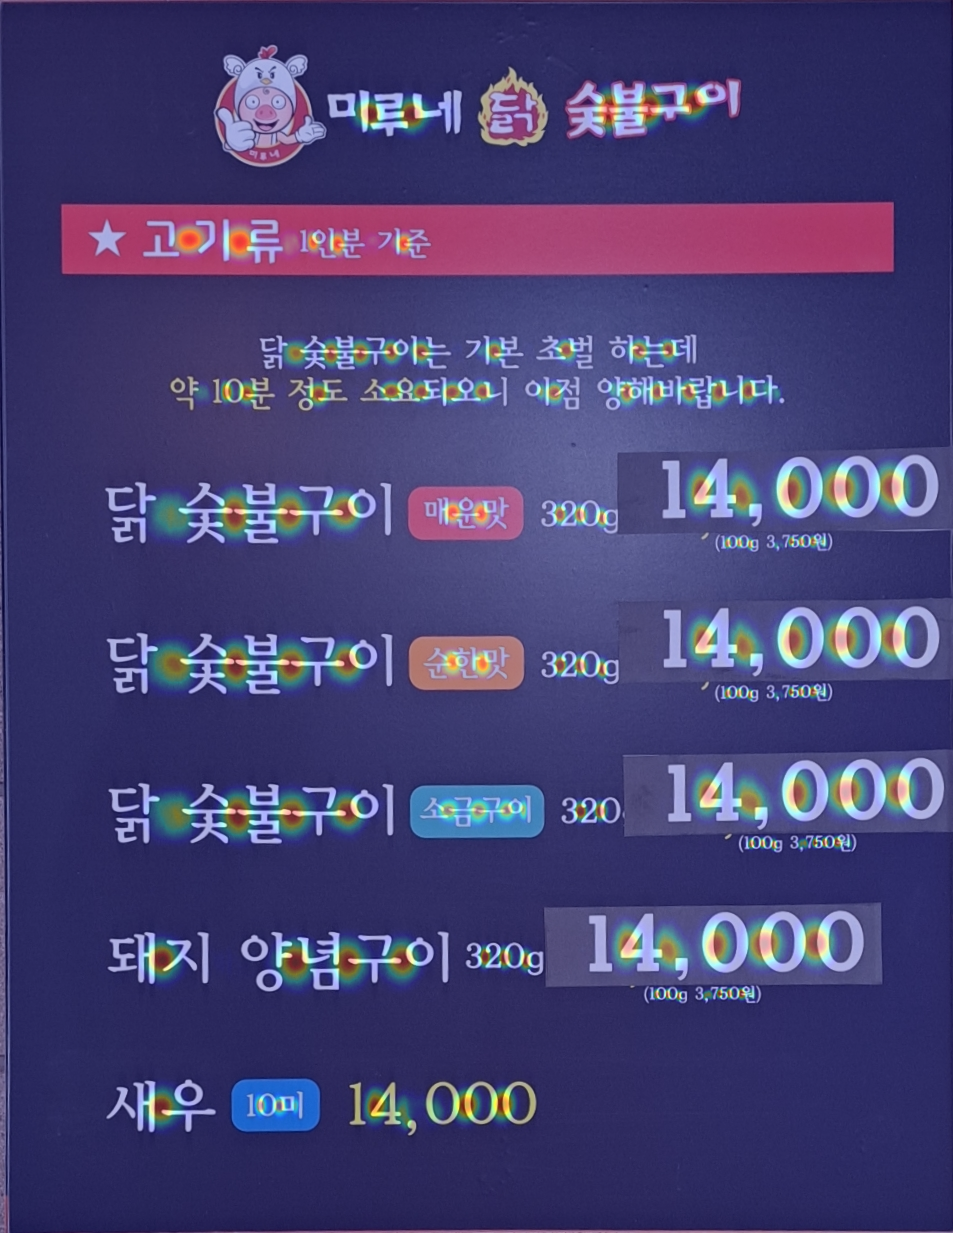 미루네 닭 숯불구이
미루네
★ 고기류 1인분 기준
닭 숯불구이는 기본 초벌 하는데
약 10분 정도 소요되오니 이점 양해바랍니다.
닭 숯불구이 매운맛 320g 14,000
(100g 3,750원)
닭 숯불구이 순한맛 320g 14,000
(100g 3,750원)
닭 숯불구이 소금구이 320 14,000
(100g 3,750원)
돼지 양념구이 320g 14,000
(100g 3,750원)
새우 10미 14,000